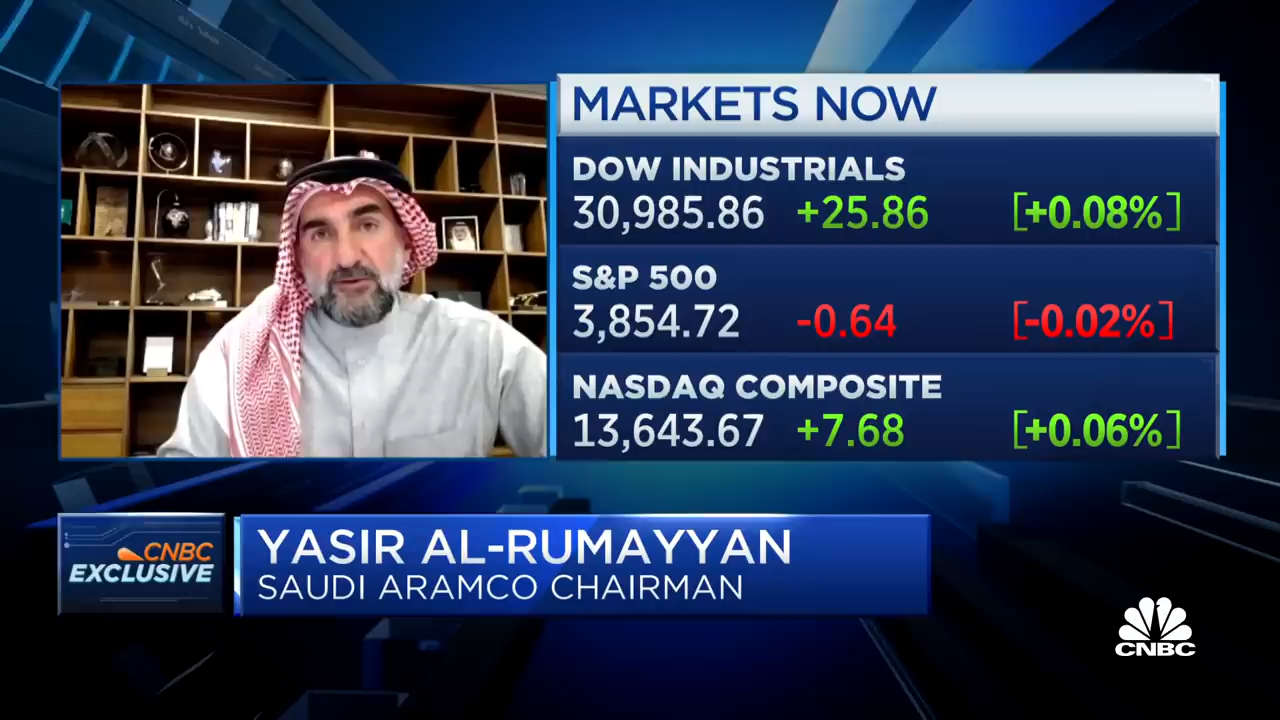 MARKETS NOW
DOW INDUSTRIALS
30,985.86 +25.86 [+0.08%]
S&P 500
3,854.72 -0.64 [-0.02%]
NASDAQ COMPOSITE
13,643.67 +7.68 [+0.06%]
CNBC
EXCLUSIVE
YASIR AL-RUMAYYAN
SAUDI ARAMCO CHAIRMAN
CNBC